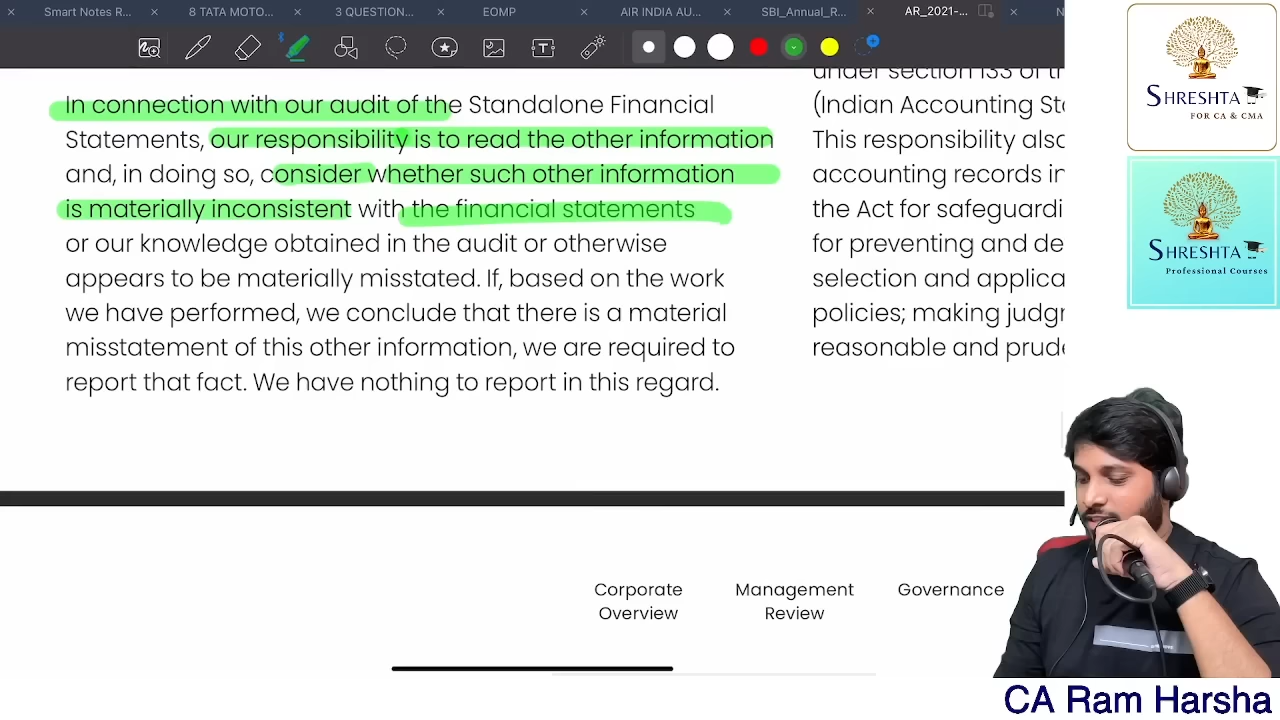 Smart Notes R...
8 TATA MOTO...
3 QUESTION...
EOMP
AIR INDIA AU...
SBI_Annual_R...
AR_2021-...
N
In connection with our audit of the Standalone Financial
Statements, our responsibility is to read the other information
and, in doing so, consider whether such other information
is materially inconsistent with the financial statements
or our knowledge obtained in the audit or otherwise
appears to be materially misstated. If, based on the work
we have performed, we conclude that there is a material
misstatement of this other information, we are required to
report that fact. We have nothing to report in this regard.
under section 133 of th
(Indian Accounting Sta
This responsibility also
accounting records in
the Act for safeguardi
for preventing and de
selection and applica
policies; making judgr
reasonable and prude
Corporate
Overview
Management
Review
Governance
SHRESHTA
FOR CA & CMA
SHRESHTA
Professional Courses
CA Ram Harsha